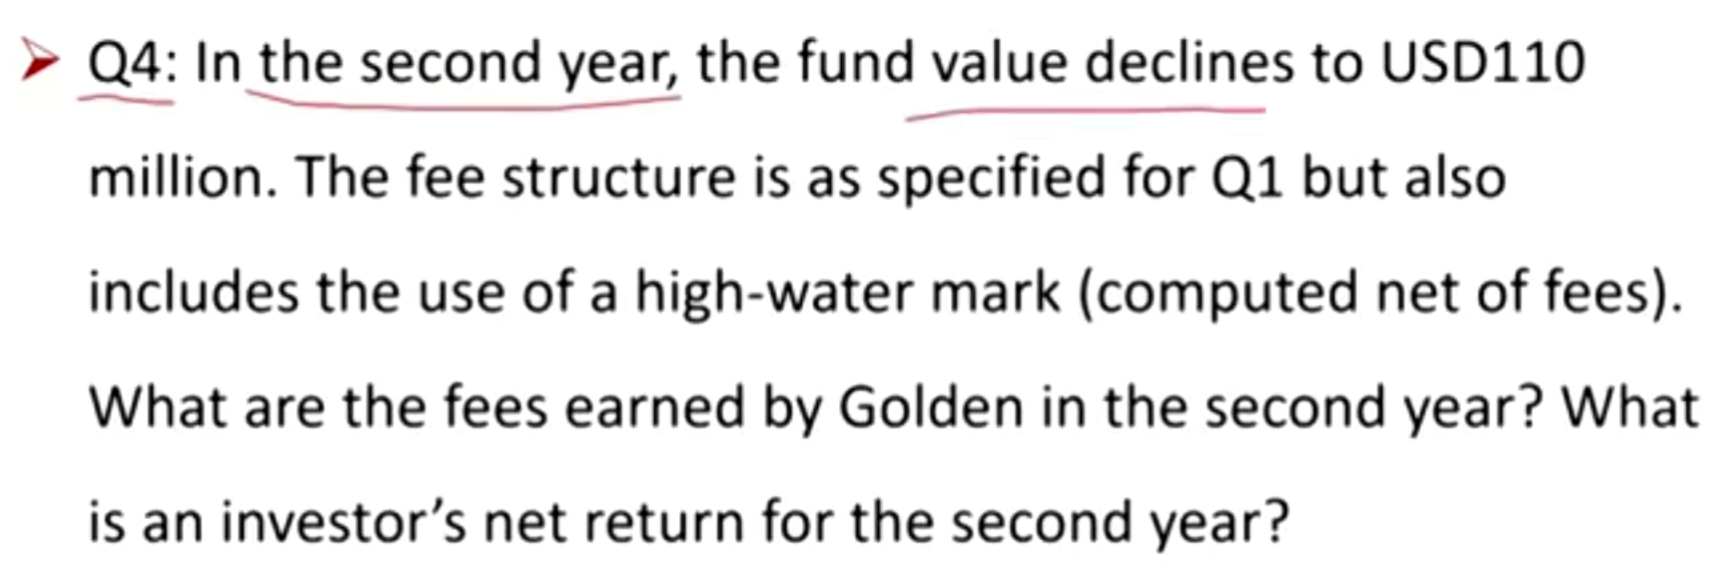 Q4: In the second year, the fund value declines to USD110
million. The fee structure is as specified for Q1 but also
includes the use of a high-water mark (computed net of fees).
What are the fees earned by Golden in the second year? What
is an investor’s net return for the second year?